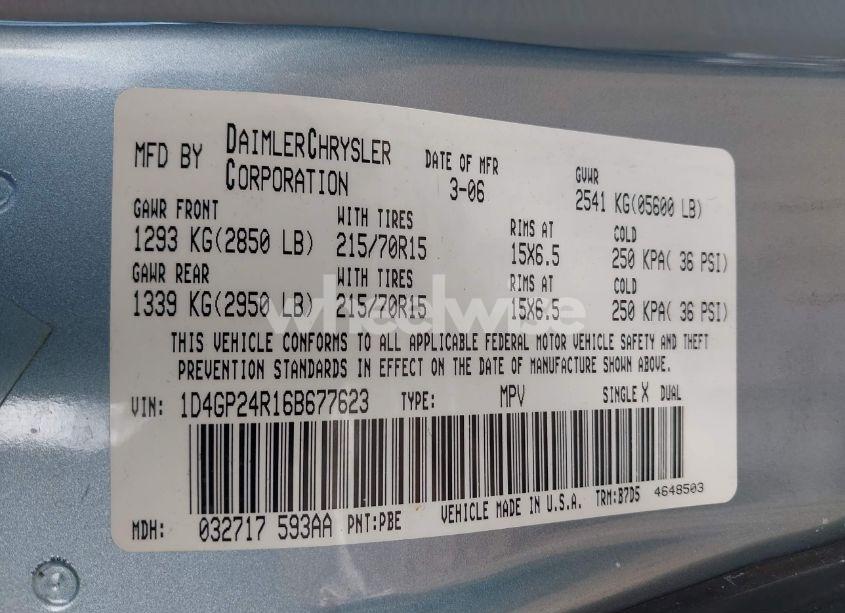 MFD BY DAIMLERCHRYSLER CORPORATION DATE OF MFR 3-06 GVWR 2541 KG(05600 LB)
GAWR FRONT WITH TIRES RIMS AT COLD
1293 KG(2850 LB) 215/70R15 15X6.5 250 KPA( 36 PSI)
GAWR REAR WITH TIRES RIMS AT COLD
1339 KG(2950 LB) 215/70R15 15X6.5 250 KPA( 36 PSI)
wheelwise
THIS VEHICLE CONFORMS TO ALL APPLICABLE FEDERAL MOTOR VEHICLE SAFETY AND THEFT
PREVENTION STANDARDS IN EFFECT ON THE DATE OF MANUFACTURE SHOWN ABOVE.
VIN: 1D4GP24R16B677623 TYPE: MPV SINGLE X DUAL
MDH: 032717 593AA PNT:PBE VEHICLE MADE IN U.S.A. TRM:B7D5 4648503